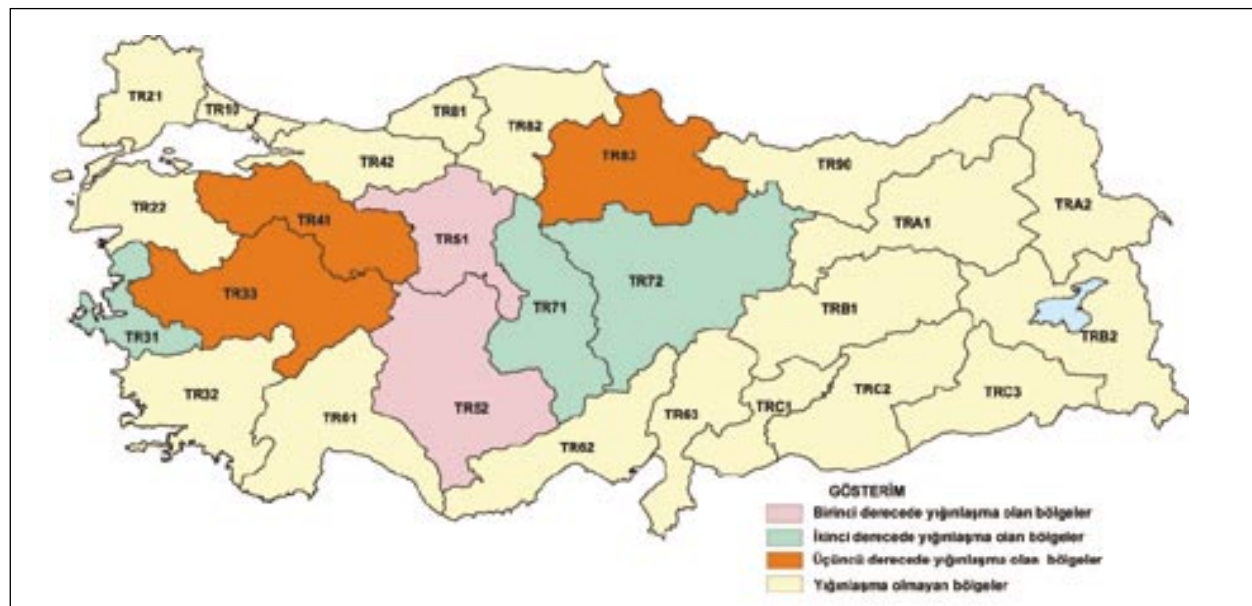 TR21
TR10
TR81
TR82
TR83
TR42
TR90
TRA2
TR22
TR41
TR51
TRA1
TR33
TR71
TR72
TRB1
TR31
TRB2
TR32
TR52
TR61
TR62
TR63
TRC1
TRC2
TRC3
GÖSTERİM
Birinci derecede yığınlaşma olan bölgeler
İkinci derecede yığınlaşma olan bölgeler
Üçüncü derecede yığınlaşma olan bölgeler
Yığınlaşma olmayan bölgeler